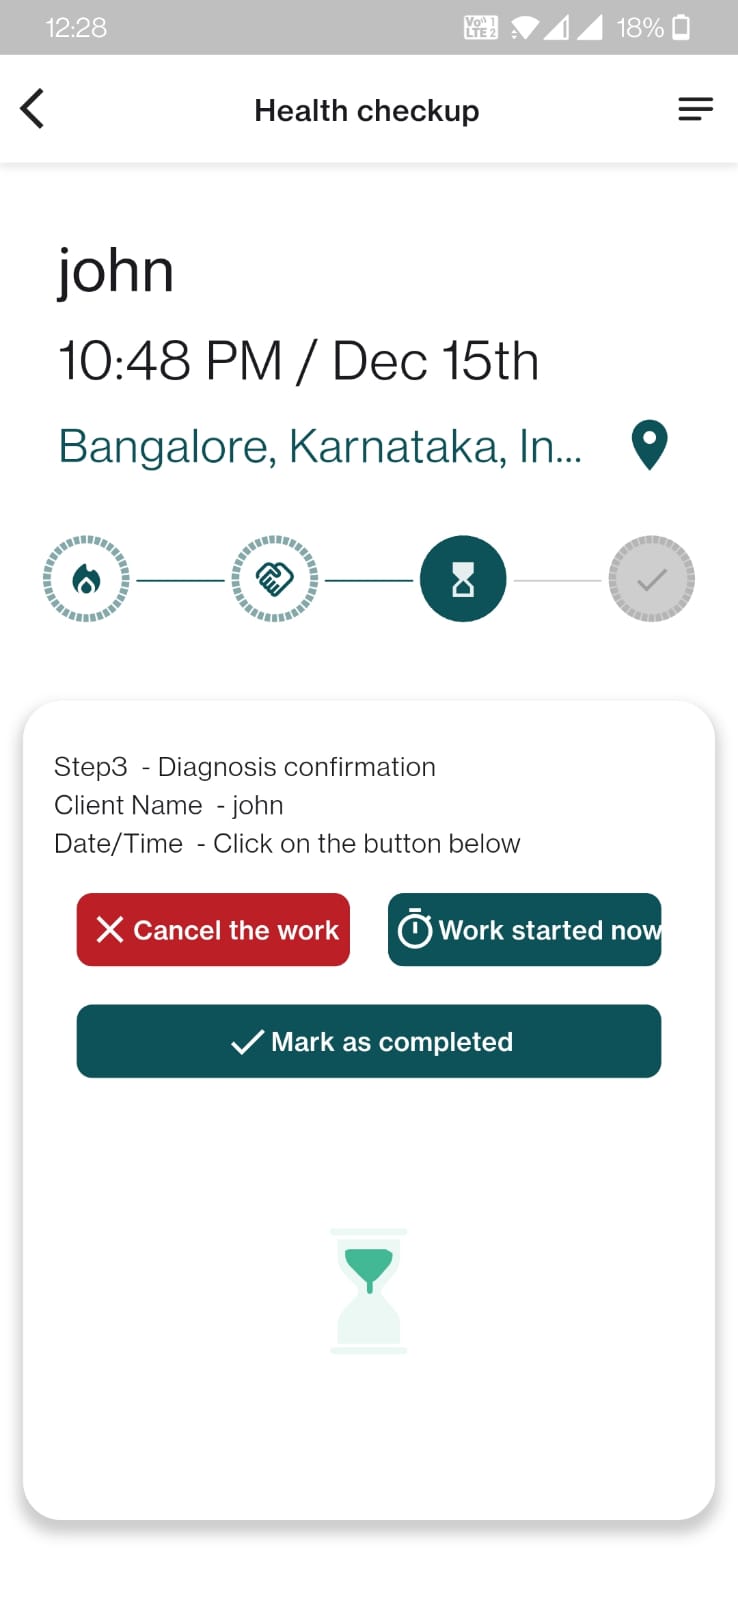 12:28
Vo 1
LTE 2
18%
Health checkup
john
10:48 PM / Dec 15th
Bangalore, Karnataka, In...
Step3 - Diagnosis confirmation
Client Name - john
Date/Time - Click on the button below
Cancel the work
Work started now
Mark as completed